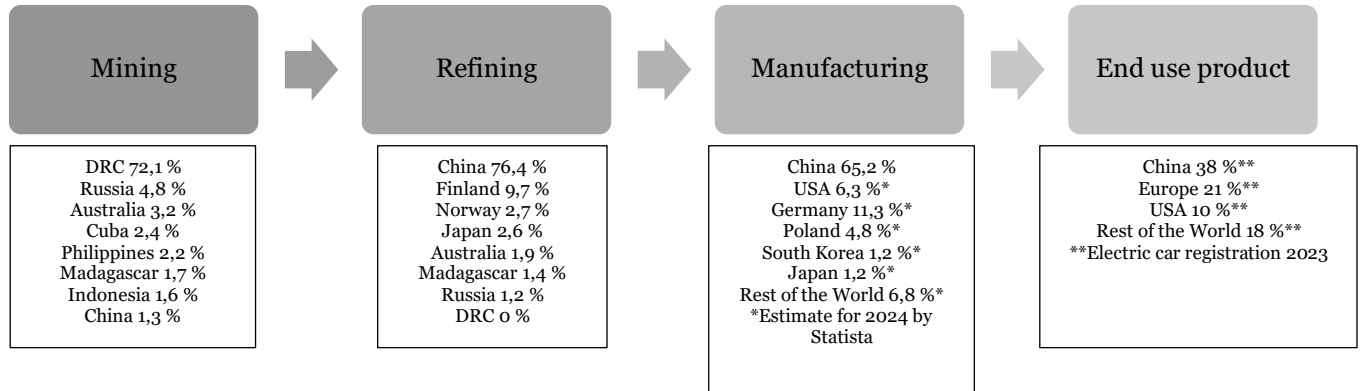 Mining
Refining
Manufacturing
End use product
DRC 72,1 %
Russia 4,8 %
Australia 3,2 %
Cuba 2,4 %
Philippines 2,2 %
Madagascar 1,7 %
Indonesia 1,6 %
China 1,3 %
China 76,4 %
Finland 9,7 %
Norway 2,7 %
Japan 2,6 %
Australia 1,9 %
Madagascar 1,4 %
Russia 1,2 %
DRC 0 %
China 65,2 %
USA 6,3 %*
Germany 11,3 %*
Poland 4,8 %*
South Korea 1,2 %*
Japan 1,2 %*
Rest of the World 6,8 %*
*Estimate for 2024 by
Statista
China 38 %**
Europe 21 %**
USA 10 %**
Rest of the World 18 %**
**Electric car registration 2023